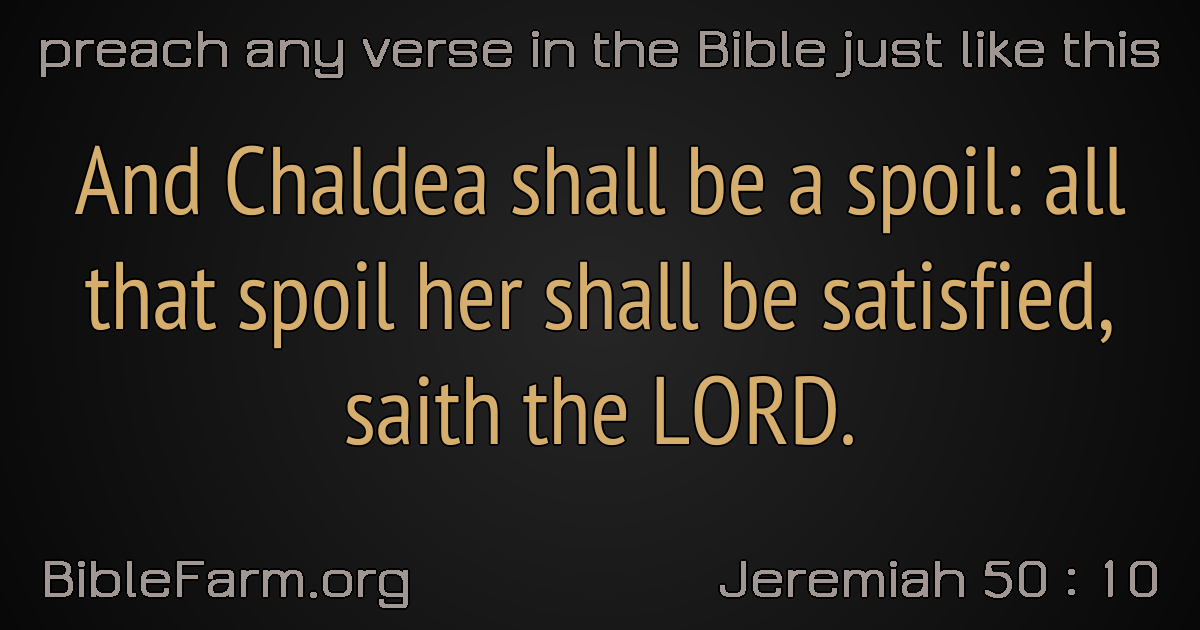 preach any verse in the Bible just like this
And Chaldea shall be a spoil: all
that spoil her shall be satisfied,
saith the LORD.
BibleFarm.org
Jeremiah 50 : 10